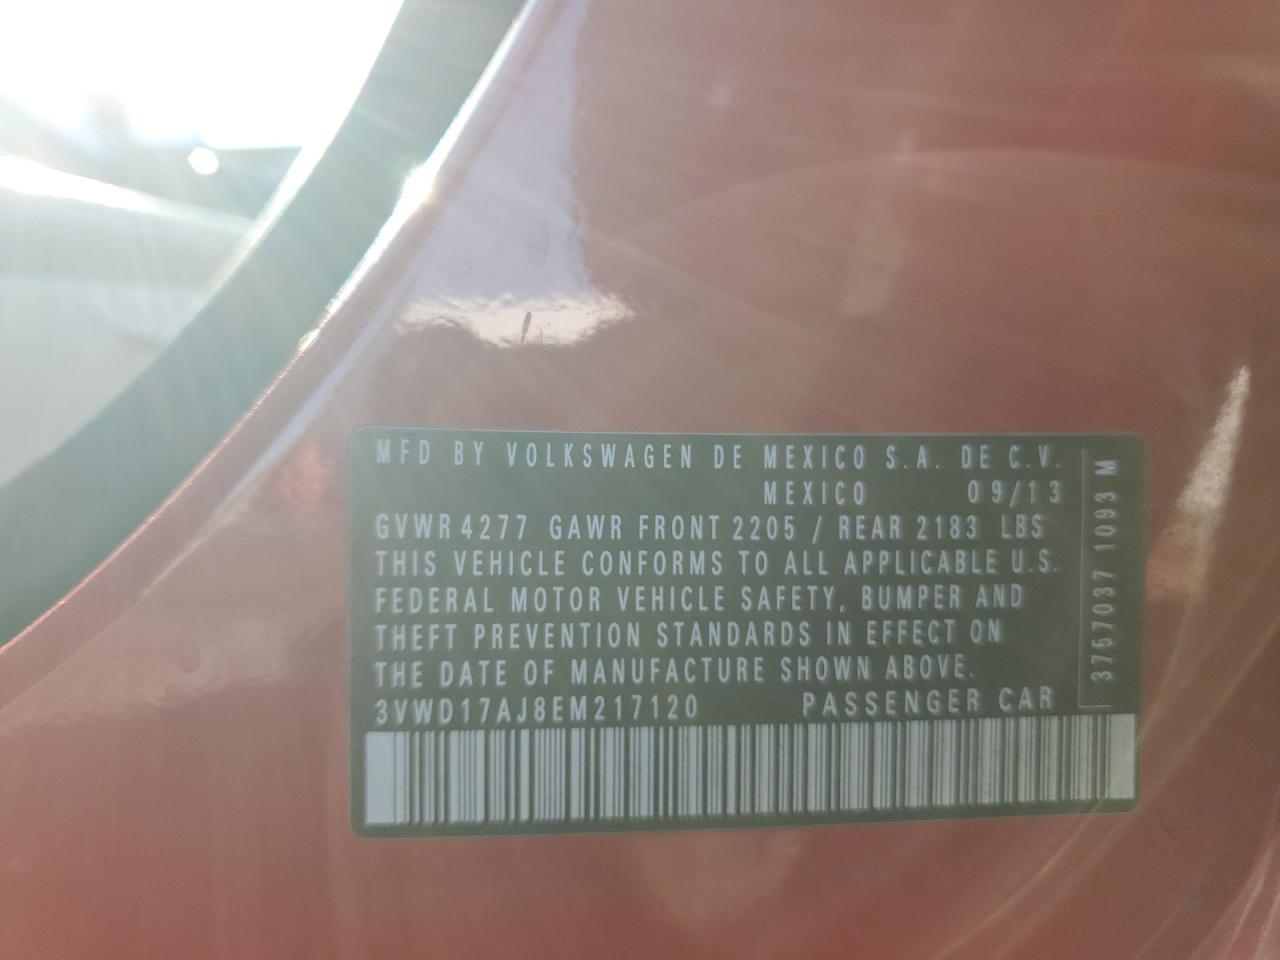 MFD BY VOLKSWAGEN DE MEXICO S.A. DE C.V.
MEXICO 09/13
GVWR 4277 GAWR FRONT 2205 / REAR 2183 LBS
THIS VEHICLE CONFORMS TO ALL APPLICABLE U.S.
FEDERAL MOTOR VEHICLE SAFETY, BUMPER AND
THEFT PREVENTION STANDARDS IN EFFECT ON
THE DATE OF MANUFACTURE SHOWN ABOVE.
3VWD17AJ8EM217120 PASSENGER CAR
3757037 1093 M